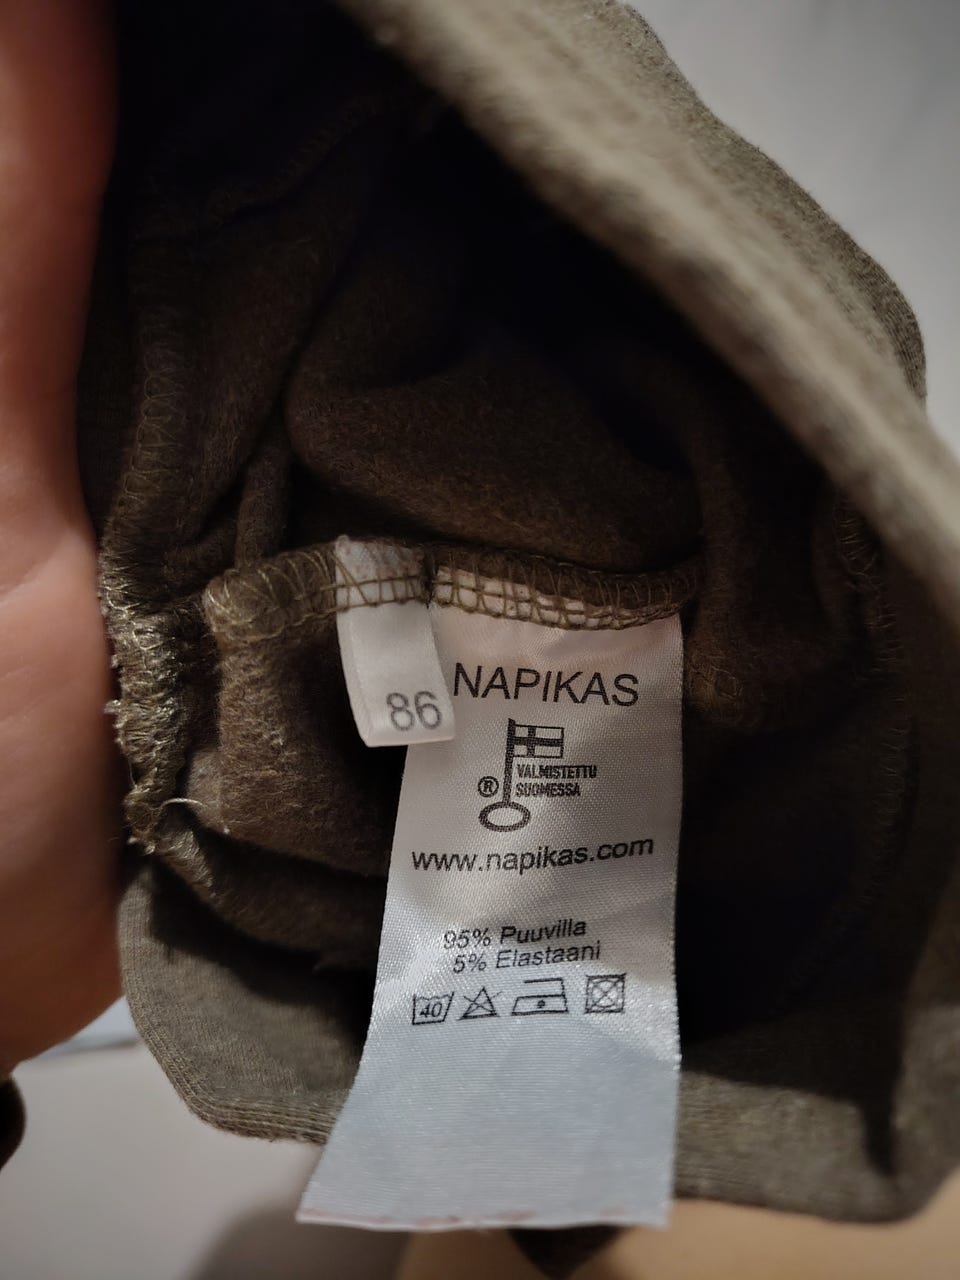 86
NAPIKAS
VALMISTETTU
® SUOMESSA
www.napikas.com
95% Puuvilla
5% Elastaani
40